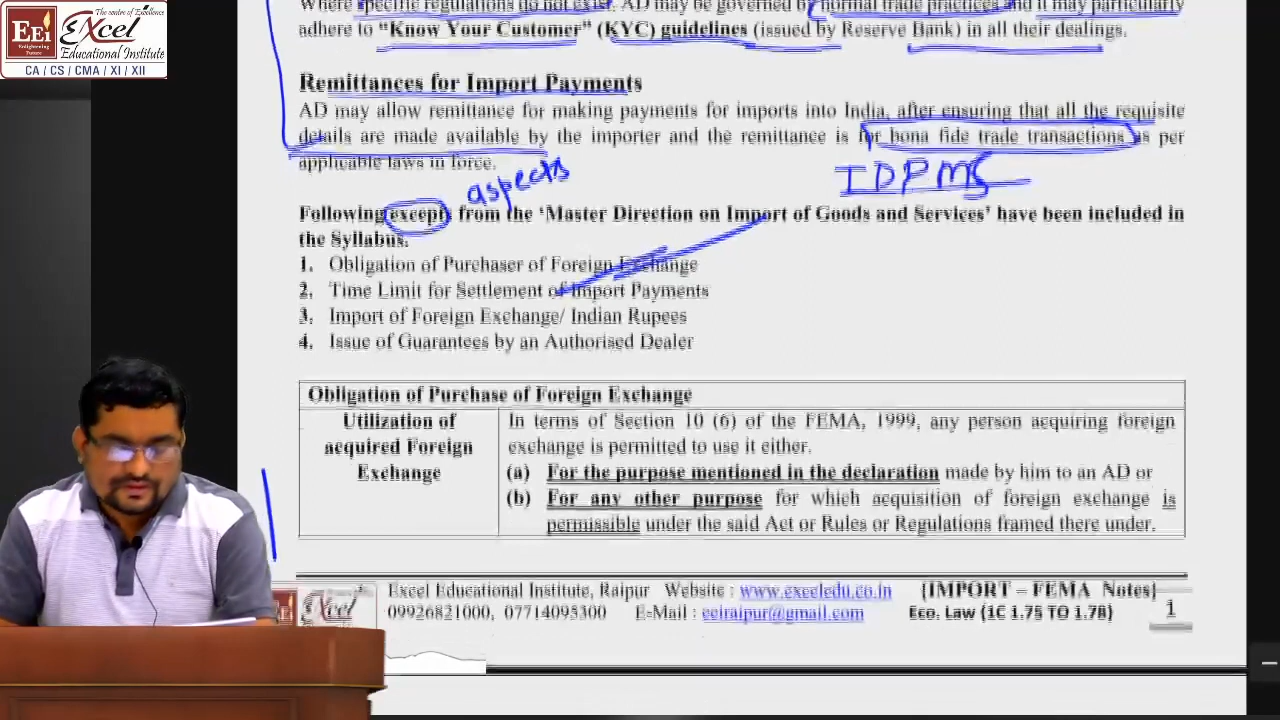 EEi
Enlightening Future
The centre of Excellence
Excel
Educational Institute
CA / CS / CMA / XI / XII
Where specific regulations do not exist. AD may be governed by normal trade practices and it may particularly
adhere to “Know Your Customer” (KYC) guidelines (issued by Reserve Bank) in all their dealings.
Remittances for Import Payments
AD may allow remittance for making payments for imports into India, after ensuring that all the requisite
details are made available by the importer and the remittance is for bona fide trade transactions as per
applicable laws in force.
aspects
IDPMS
Following except from the ‘Master Direction on Import of Goods and Services’ have been included in
the Syllabus.
1. Obligation of Purchaser of Foreign Exchange
2. Time Limit for Settlement of Import Payments
3. Import of Foreign Exchange/ Indian Rupees
4. Issue of Guarantees by an Authorised Dealer
Obligation of Purchase of Foreign Exchange
Utilization of acquired Foreign Exchange
In terms of Section 10 (6) of the FEMA, 1999, any person acquiring foreign
exchange is permitted to use it either.
(a) For the purpose mentioned in the declaration made by him to an AD or
(b) For any other purpose for which acquisition of foreign exchange is
permissible under the said Act or Rules or Regulations framed there under.
Excel Educational Institute, Raipur Website : www.exceledu.co.in {IMPORT – FEMA Notes}
09926821000, 07714095300 E-Mail : eeiraipur@gmail.com Eco. Law (1C 1.75 TO 1.78) 1